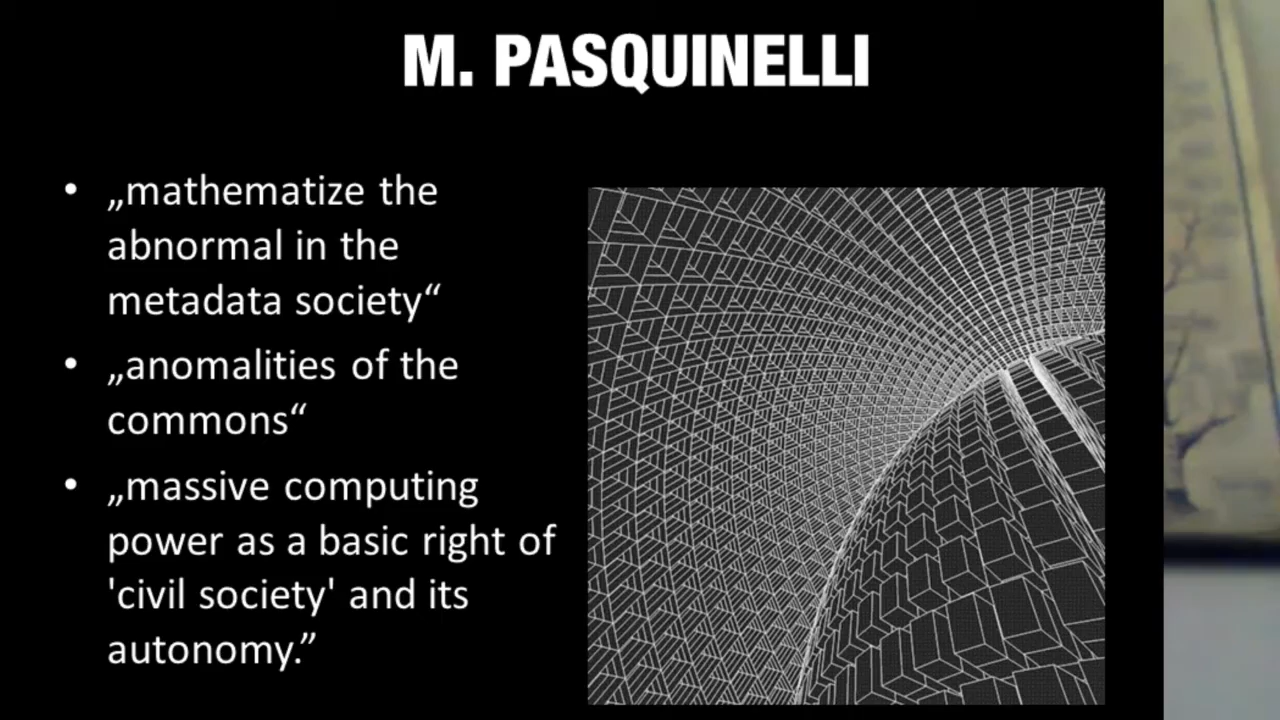 M. PASQUINELLI
• „mathematize the
abnormal in the
metadata society“
• „anomalities of the
commons“
• „massive computing
power as a basic right of
'civil society' and its
autonomy.”